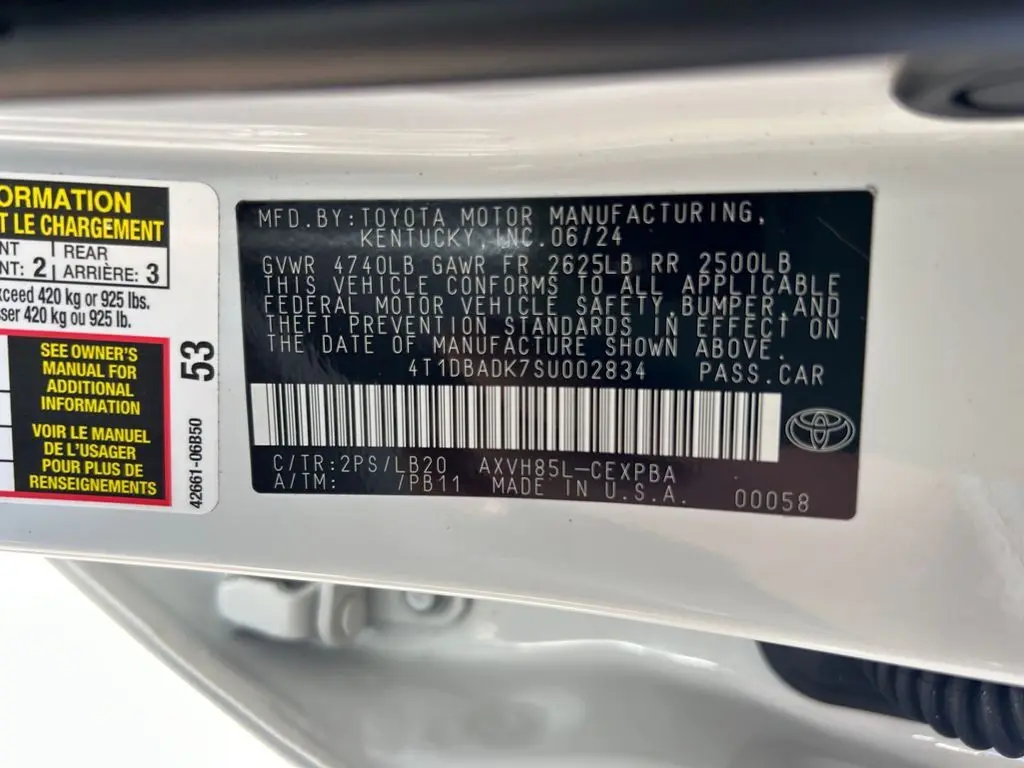 ORMATION
T LE CHARGEMENT
NT REAR
NT: 2 ARRIÈRE: 3
xceed 420 kg or 925 lbs.
sser 420 kg ou 925 lb.
SEE OWNER'S
MANUAL FOR
ADDITIONAL
INFORMATION
VOIR LE MANUEL
DE L'USAGER
POUR PLUS DE
RENSEIGNEMENTS
53
42661-06B50
MFD.BY:TOYOTA MOTOR MANUFACTURING,
KENTUCKY,INC.06/24
GVWR 4740LB GAWR FR 2625LB RR 2500LB
THIS VEHICLE CONFORMS TO ALL APPLICABLE
FEDERAL MOTOR VEHICLE SAFETY,BUMPER,AND
THEFT PREVENTION STANDARDS IN EFFECT ON
THE DATE OF MANUFACTURE SHOWN ABOVE.
4T1DBADK7SU002834 PASS.CAR
C/TR:2PS/LB20 AXVH85L-CEXPBA
A/TM: /PB11 MADE IN U.S.A. 00058